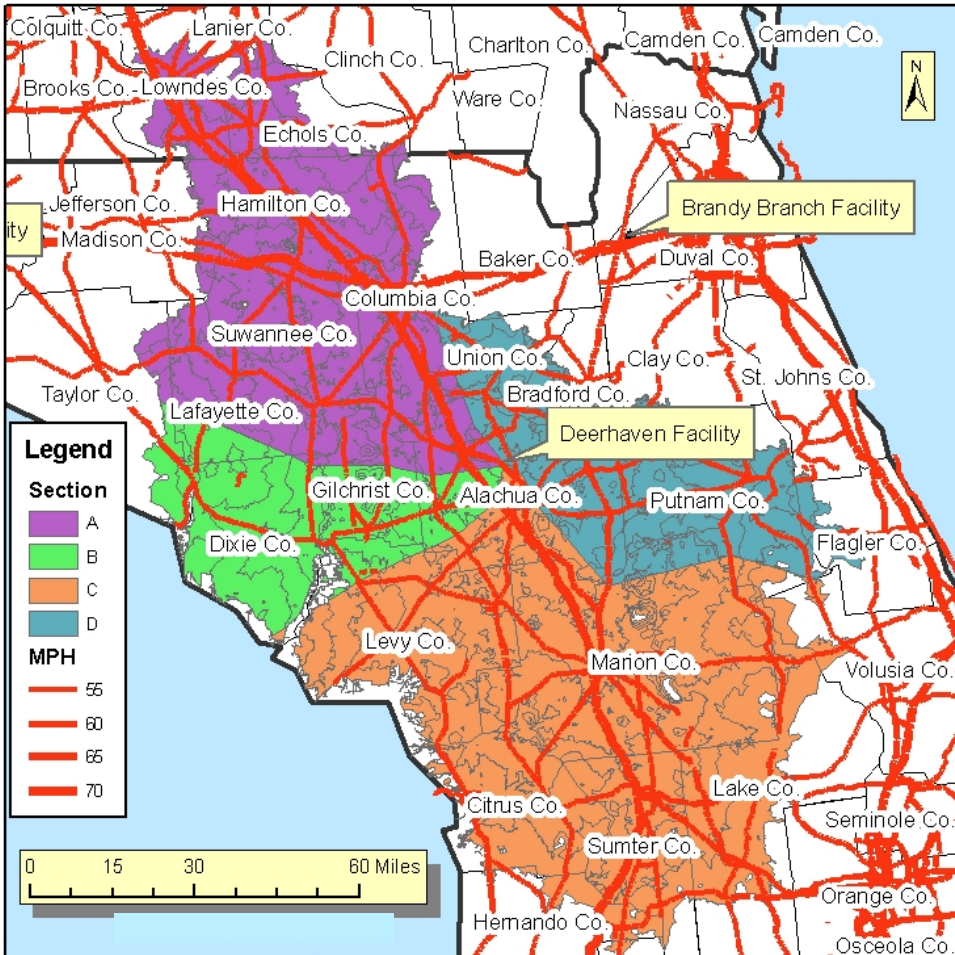 Colquitt Co.
Lanier Co.
Clinch Co.
Charlton Co.
Camden Co.
Camden Co.
Brooks Co.
Lowndes Co.
Ware Co.
Nassau Co.
N
Echols Co.
Jefferson Co.
Hamilton Co.
Brandy Branch Facility
ity
Madison Co.
Baker Co.
Duval Co.
Columbia Co.
Suwannee Co.
Union Co.
Clay Co.
St. Johns Co.
Taylor Co.
Lafayette Co.
Bradford Co.
Deerhaven Facility
Gilchrist Co.
Alachua Co.
Putnam Co.
Dixie Co.
Flagler Co.
Levy Co.
Marion Co.
Volusia Co.
Citrus Co.
Lake Co.
Seminole Co.
Sumter Co.
Orange Co.
Hernando Co.
Osceola Co.
Legend
Section
A
B
C
D
MPH
55
60
65
70
0 15 30 60 Miles